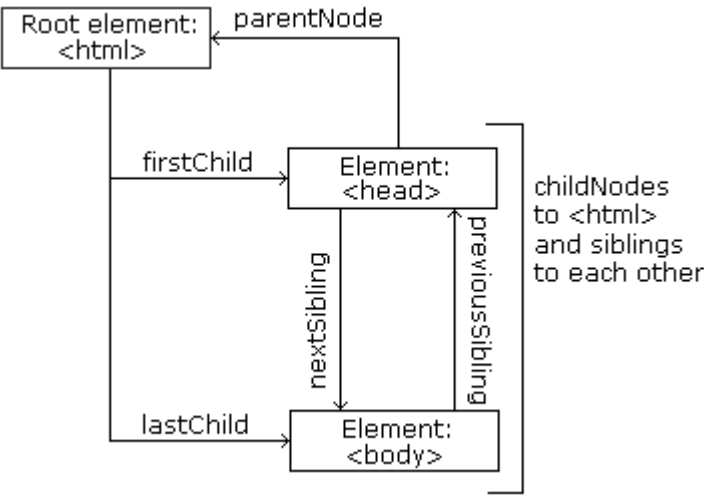 Root element:
<html>
parentNode
firstChild
Element:
<head>
childNodes
to <html>
and siblings
to each other
nextSibling
previousSibling
lastChild
Element:
<body>